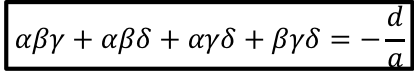 αβγ + αβδ + αγδ + βγδ = −d/a